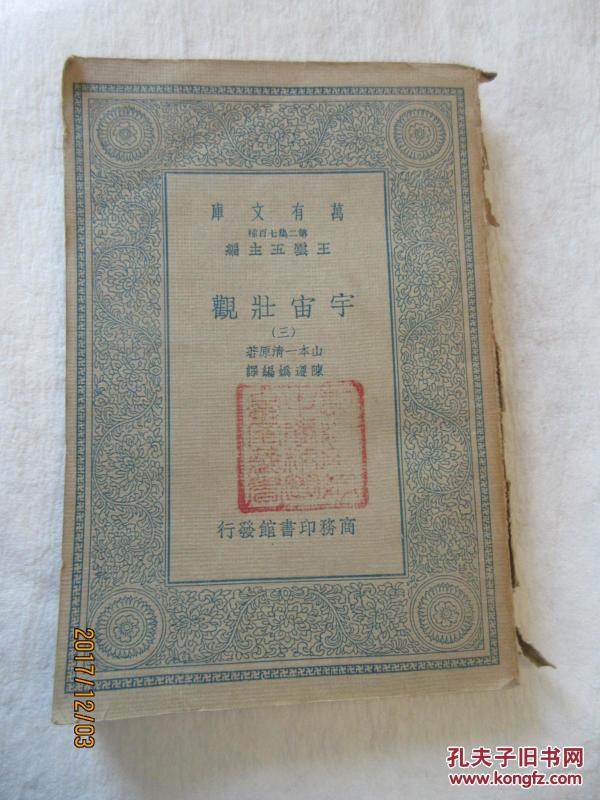 萬有文庫
第二集七百種
王雲五主編
宇宙壯觀
(三)
山本一清原著
陳遵媯編譯
商務印書館發行
2017/12/03
孔夫子旧书网
www.kongfz.com